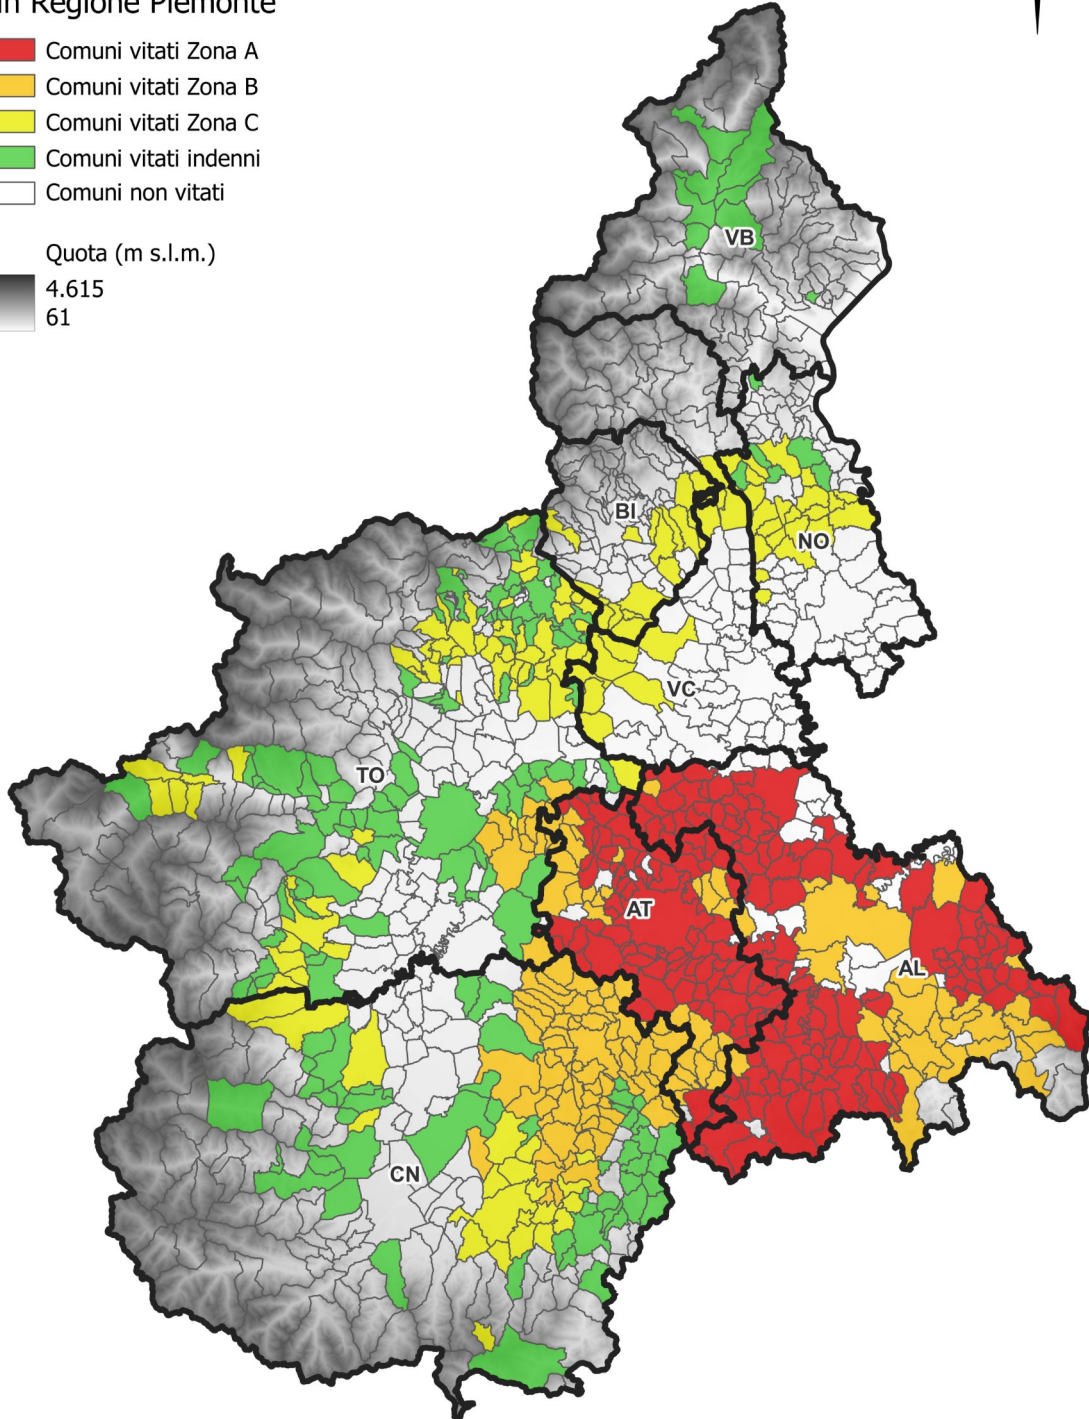 in Regione Piemonte
Comuni vitati Zona A
Comuni vitati Zona B
Comuni vitati Zona C
Comuni vitati indenni
Comuni non vitati
Quota (m s.l.m.)
4.615
61
VB
BI
NO
VC
TO
AT
AL
CN